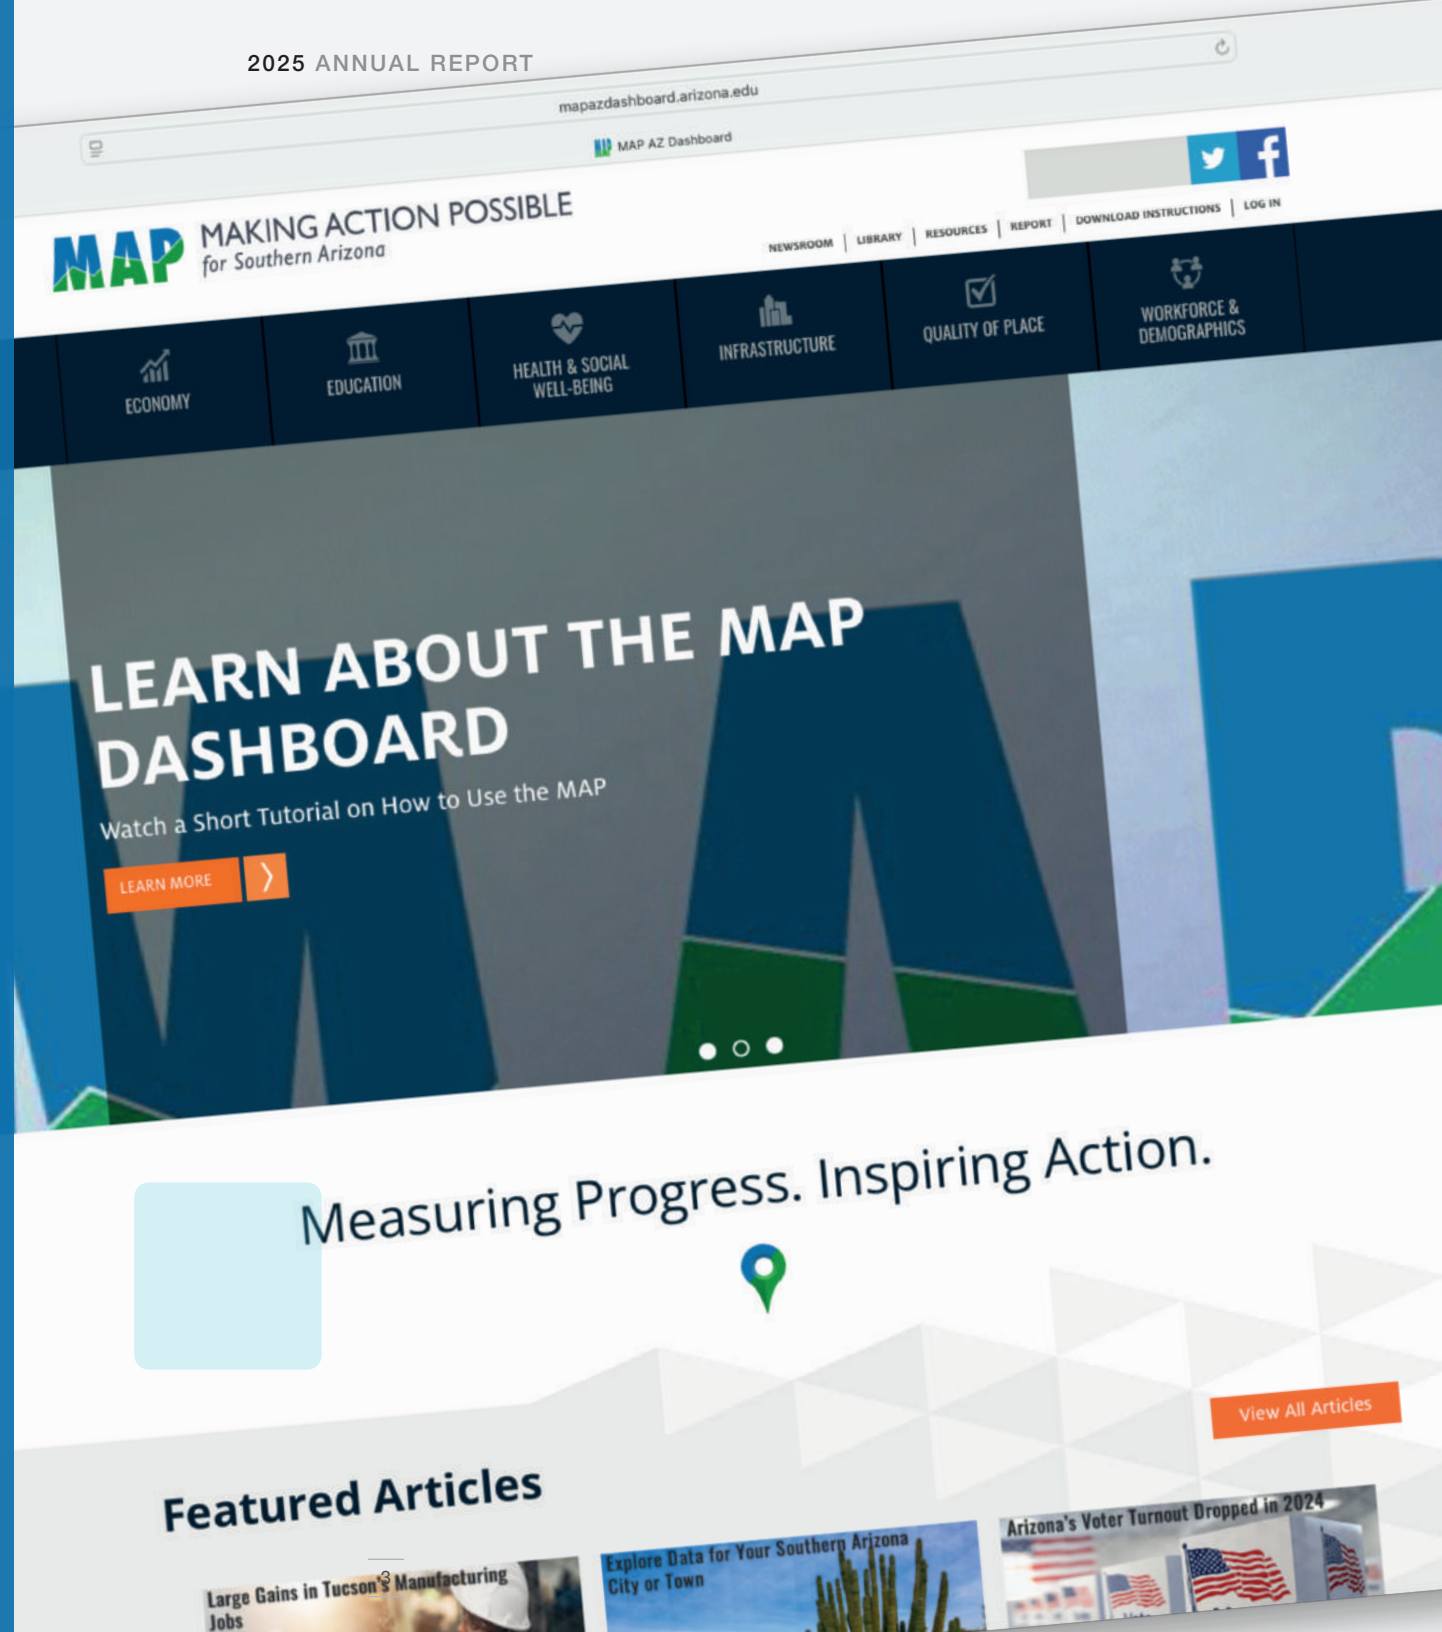 2025 ANNUAL REPORT
mapazdashboard.arizona.edu
MAP AZ Dashboard
MAP
MAKING ACTION POSSIBLE
for Southern Arizona
NEWSROOM | LIBRARY | RESOURCES | REPORT | DOWNLOAD INSTRUCTIONS | LOG IN
ECONOMY
EDUCATION
HEALTH & SOCIAL
WELL-BEING
INFRASTRUCTURE
QUALITY OF PLACE
WORKFORCE &
DEMOGRAPHICS
LEARN ABOUT THE MAP
DASHBOARD
Watch a Short Tutorial on How to Use the MAP
LEARN MORE
Measuring Progress. Inspiring Action.
View All Articles
Featured Articles
Large Gains in Tucson's Manufacturing
Jobs
Explore Data for Your Southern Arizona
City or Town
Arizona's Voter Turnout Dropped in 2024
3